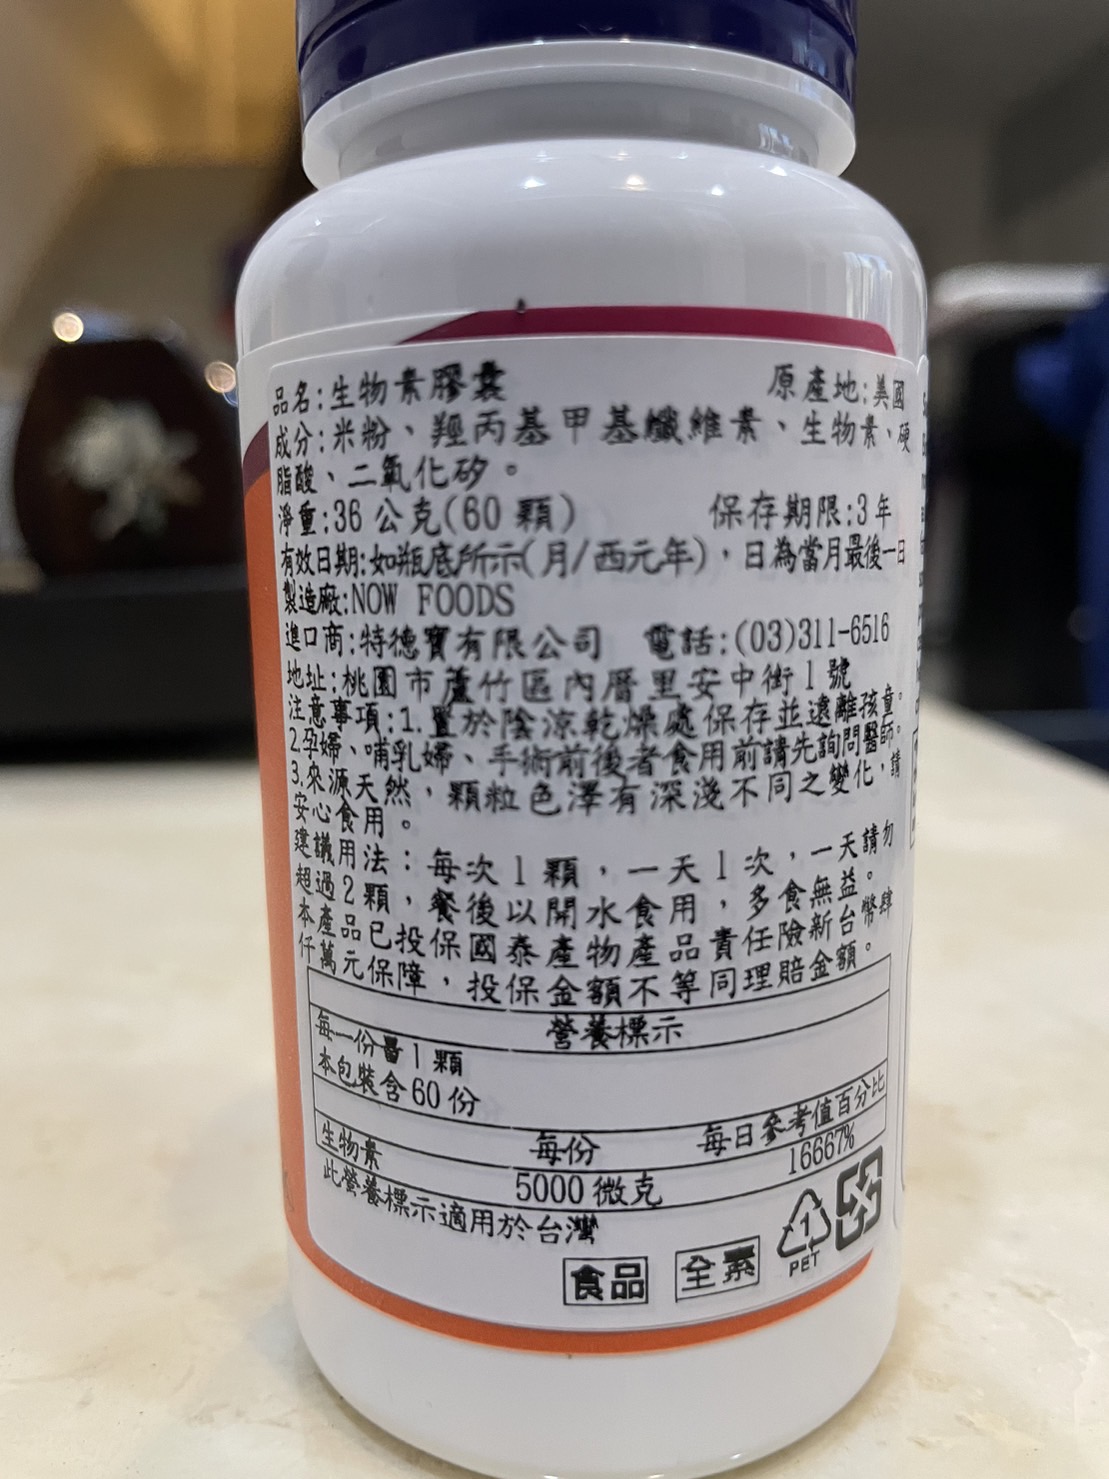 品名:生物素膠囊 原產地:美國
成分:米粉、羥丙基甲基纖維素、生物素、硬
脂酸、二氧化矽。
淨重:36 公克(60 顆) 保存期限:3 年
有效日期:如瓶底所示(月/西元年)，日為當月最後一日
製造廠:NOW FOODS
進口商:特德寶有限公司 電話:(03)311-6516
地址:桃園市蘆竹區內厝里安中街1號
注意事項:1.置於陰涼乾燥處保存並遠離孩童。
2.孕婦、哺乳婦、手術前後者食用前請先詢問醫師。
3.來源天然，顆粒色澤有深淺不同之變化，請
安心食用。
建議用法：每次1顆，一天1次，一天請勿
超過2顆，餐後以開水食用，多食無益。
本產品已投保國泰產物產品責任險新台幣肆
仟萬元保障，投保金額不等同理賠金額。
營養標示
每一份量1顆
本包裝含60份
每份 每日參考值百分比
生物素 5000微克 16667%
此營養標示適用於台灣
食品 全素
1
PET